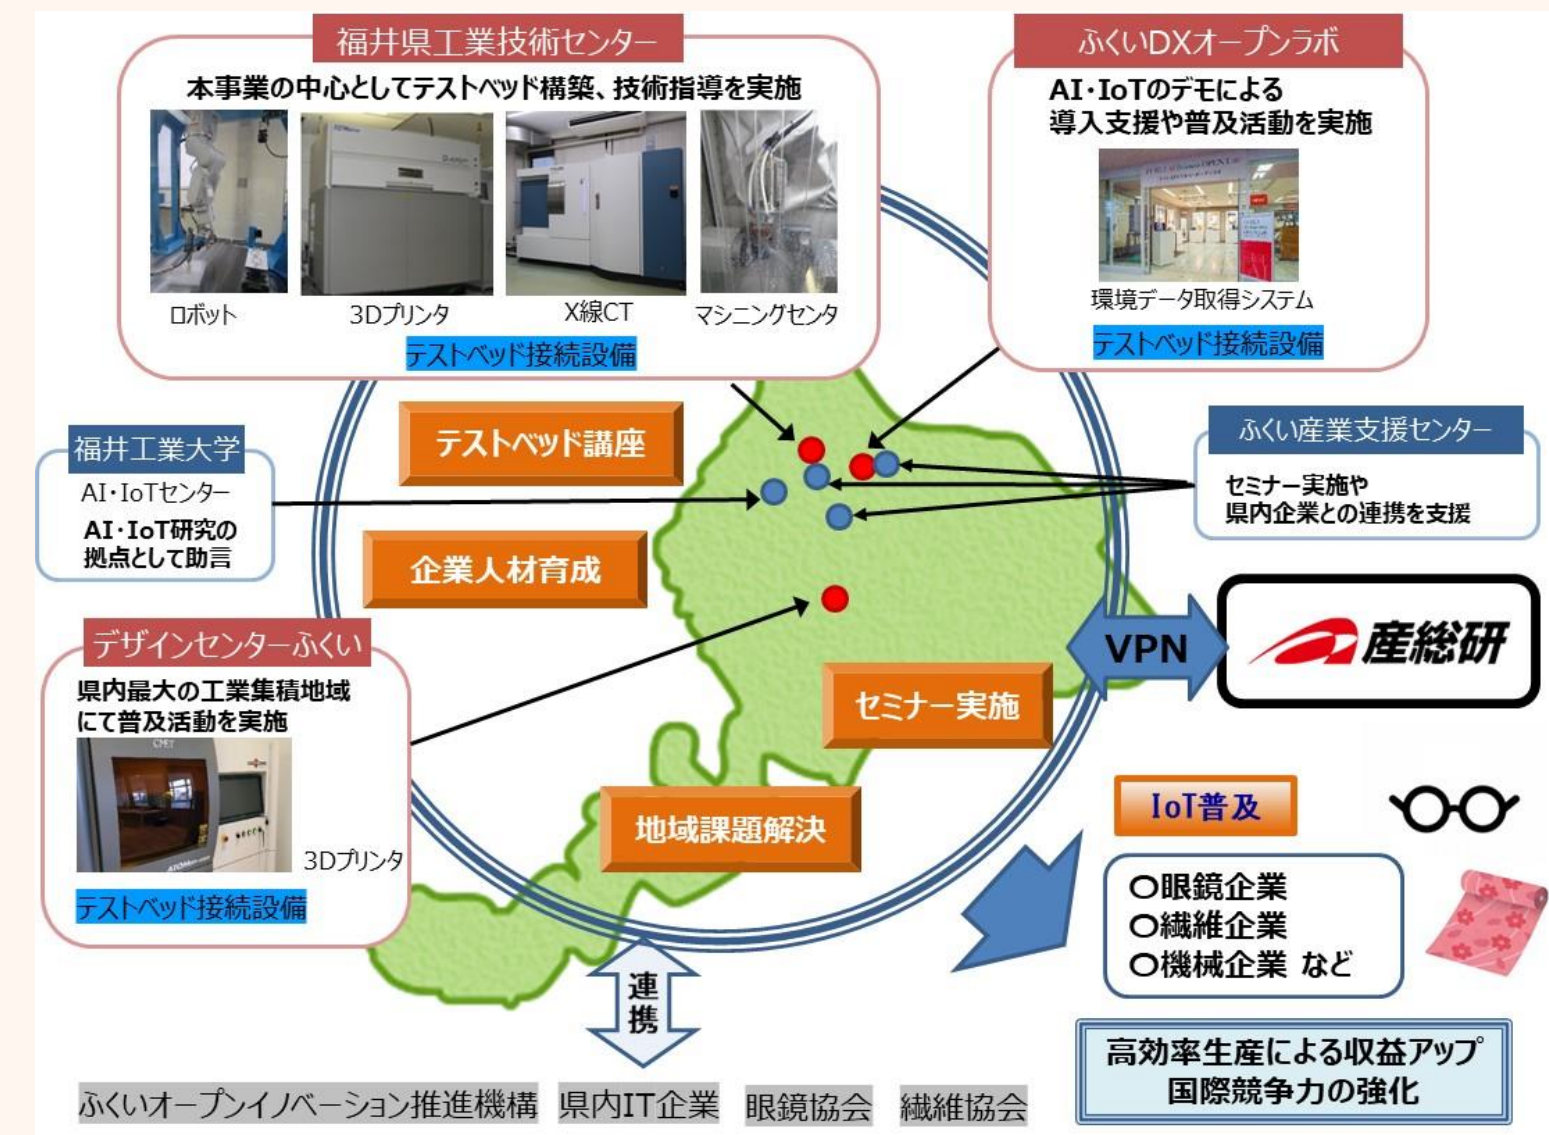 福井県工業技術センター
本事業の中心としてテストベッド構築、技術指導を実施
ロボット
3Dプリンタ
X線CT
マシニングセンタ
テストベッド接続設備
ふくいDXオープンラボ
AI・IoTのデモによる
導入支援や普及活動を実施
環境データ取得システム
テストベッド接続設備
福井工業大学
AI・IoTセンター
AI・IoT研究の
拠点として助言
テストベッド講座
企業人材育成
ふくい産業支援センター
セミナー実施や
県内企業との連携を支援
デザインセンターふくい
県内最大の工業集積地域
にて普及活動を実施
CMET
3Dプリンタ
テストベッド接続設備
VPN
産総研
セミナー実施
地域課題解決
IoT普及
〇眼鏡企業
〇繊維企業
〇機械企業 など
連
携
高効率生産による収益アップ
国際競争力の強化
ふくいオープンイノベーション推進機構
県内IT企業
眼鏡協会
繊維協会